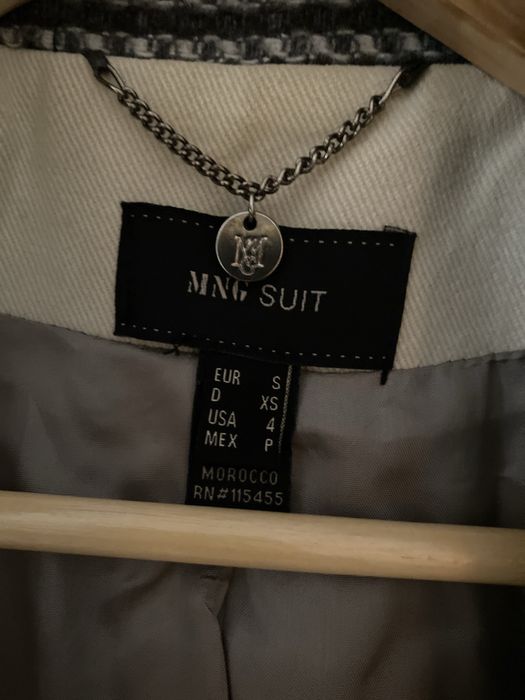 MNG SUIT
EUR S
D XS
USA 4
MEX P
MOROCCO
RN#115455